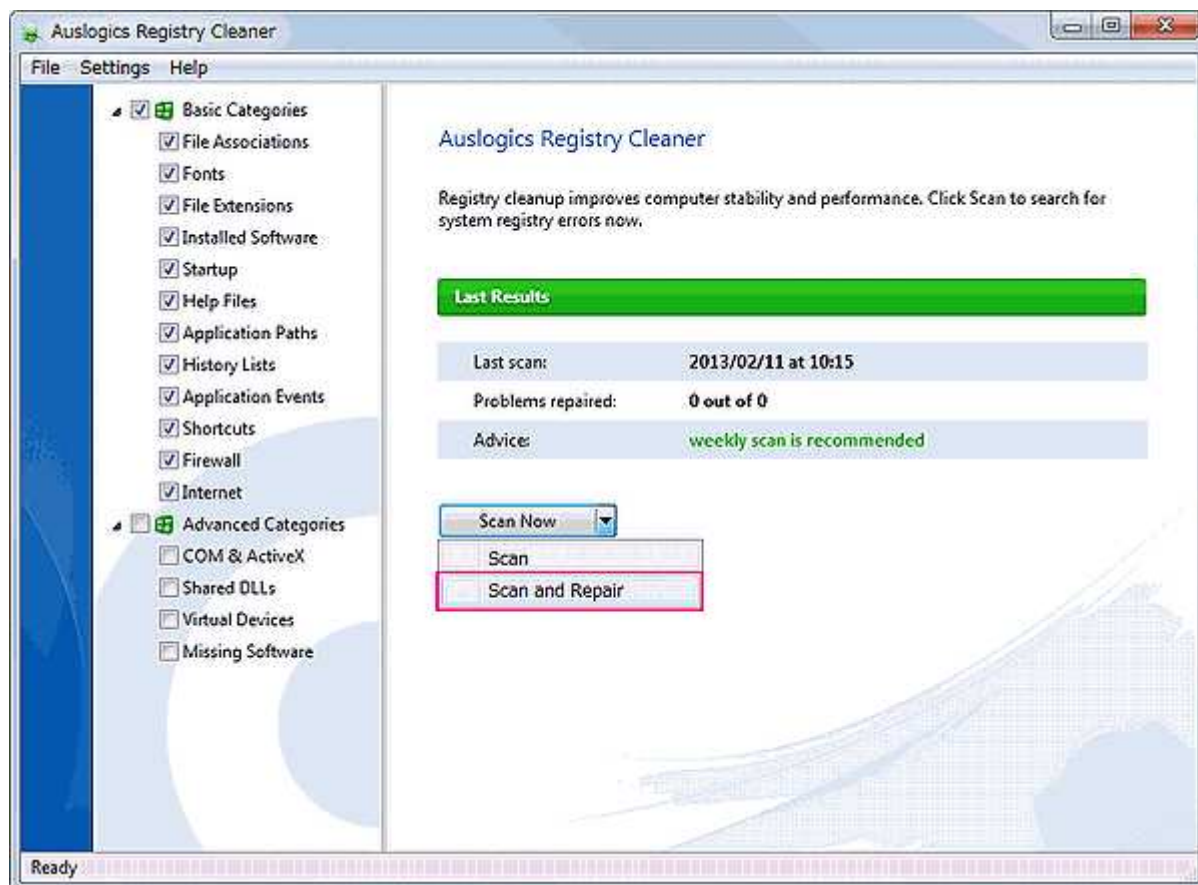 Auslogics Registry Cleaner
File Settings Help
Basic Categories
File Associations
Fonts
File Extensions
Installed Software
Startup
Help Files
Application Paths
History Lists
Application Events
Shortcuts
Firewall
Internet
Advanced Categories
COM & ActiveX
Shared DLLs
Virtual Devices
Missing Software
Auslogics Registry Cleaner
Registry cleanup improves computer stability and performance. Click Scan to search for
system registry errors now.
Last Results
Last scan: 2013/02/11 at 10:15
Problems repaired: 0 out of 0
Advice: weekly scan is recommended
Scan Now
Scan
Scan and Repair
Ready